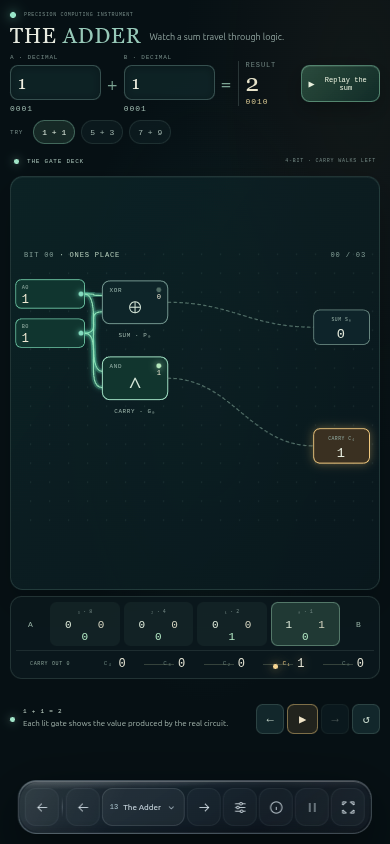 PRECISION COMPUTING INSTRUMENT
THE ADDER Watch a sum travel through logic.
A · DECIMAL B · DECIMAL
RESULT
1 + 1 = 2
0001 0001 0010
▶ Replay the sum
TRY 1 + 1 5 + 3 7 + 9
THE GATE DECK 4-BIT · CARRY WALKS LEFT
BIT 00 · ONES PLACE 00 / 03
A0
1
B0
1
XOR 0
⊕
SUM · P₀
AND 1
∧
CARRY · G₀
SUM S₀
0
CARRY C₁
1
A B
0 0 0 0 0 0 1 1
0 0 1 0
CARRY OUT 0 0 0 0 C₁ 1 0
1 + 1 = 2
Each lit gate shows the value produced by the real circuit.
← ▶ → ↺
← ← 13 The Adder →